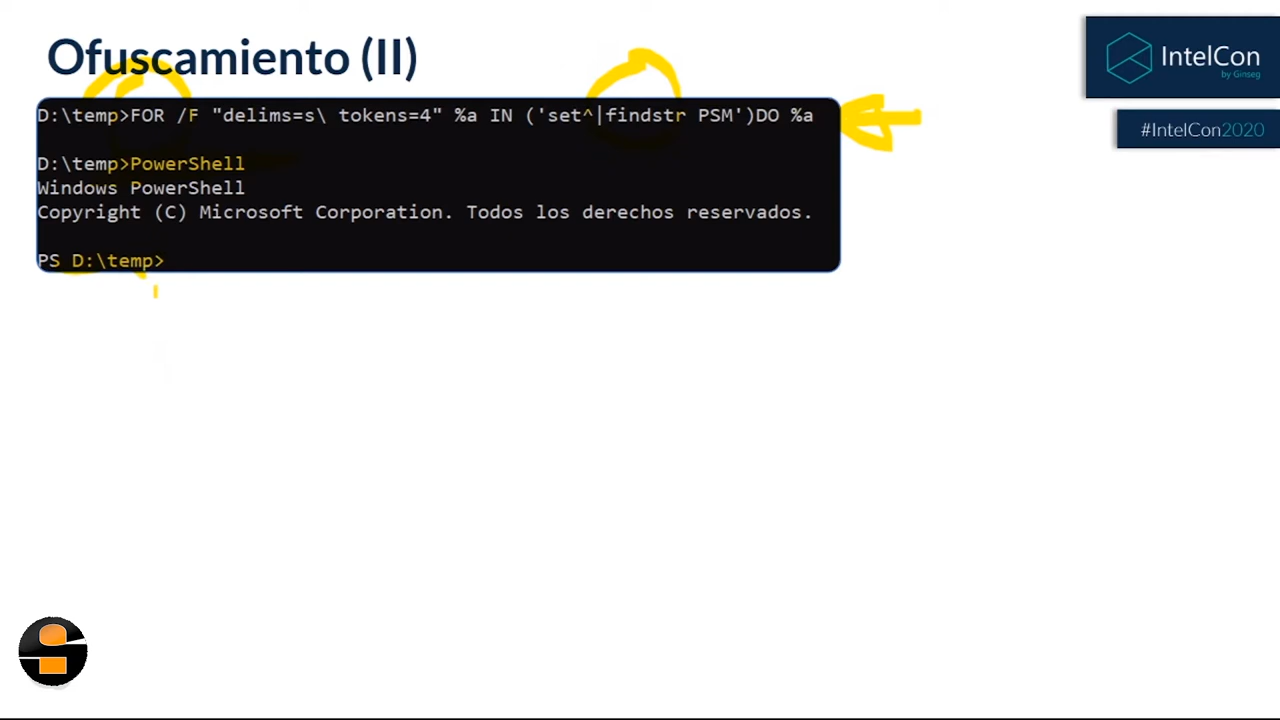 Ofuscamiento (II)
IntelCon
by Ginseg
#IntelCon2020
D:\temp>FOR /F "delims=s\ tokens=4" %a IN ('set^|findstr PSM')DO %a
D:\temp>PowerShell
Windows PowerShell
Copyright (C) Microsoft Corporation. Todos los derechos reservados.
PS D:\temp>